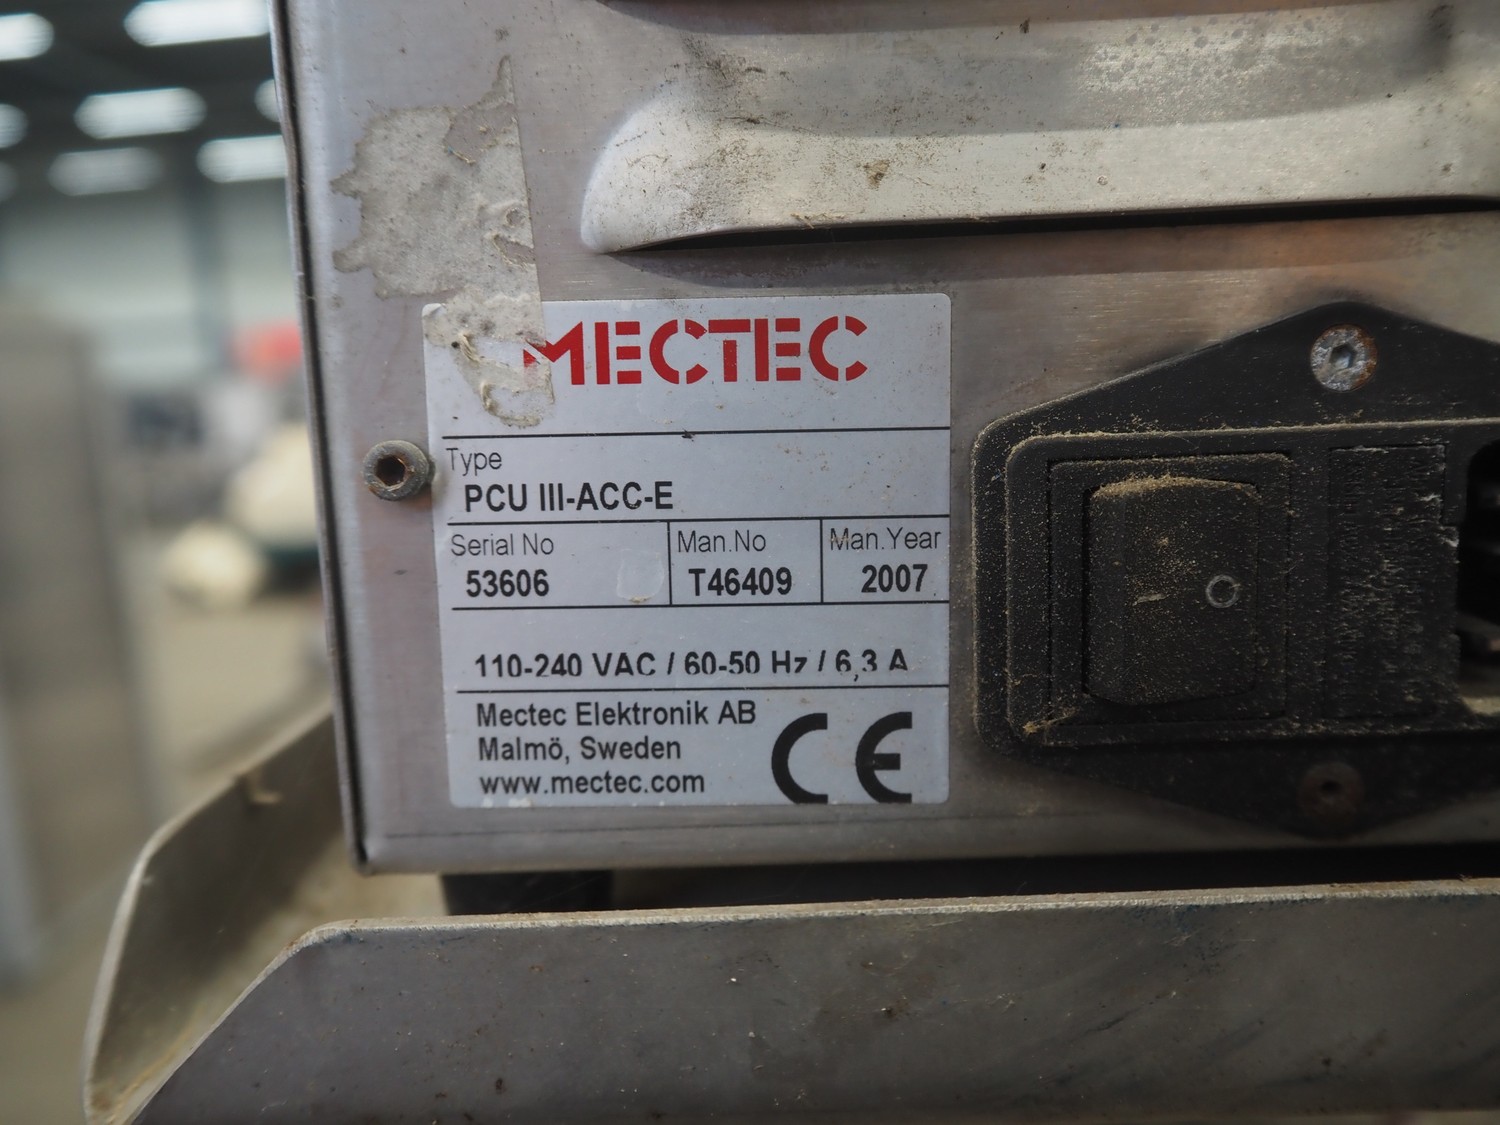 MECTEC
Type
PCU III-ACC-E
Serial No Man.No Man.Year
53606 T46409 2007
110-240 VAC / 60-50 Hz / 6,3 A
Mectec Elektronik AB
Malmö, Sweden
www.mectec.com
CE